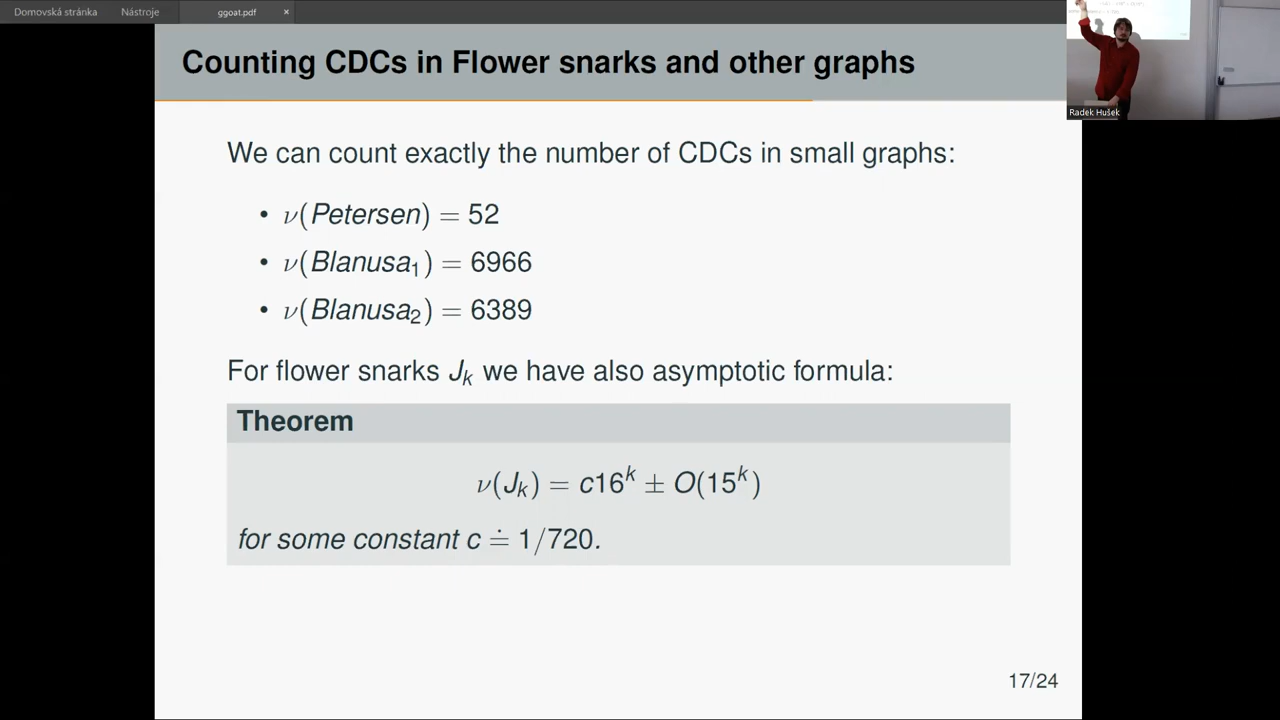 Domovská stránka Nástroje ggoat.pdf ×
Counting CDCs in Flower snarks and other graphs
We can count exactly the number of CDCs in small graphs:
• ν(Petersen) = 52
• ν(Blanusa₁) = 6966
• ν(Blanusa₂) = 6389
For flower snarks Jₖ we have also asymptotic formula:
Theorem
ν(Jₖ) = c16ᵏ ± O(15ᵏ)
for some constant c ≐ 1/720.
17/24
Radek Hušek